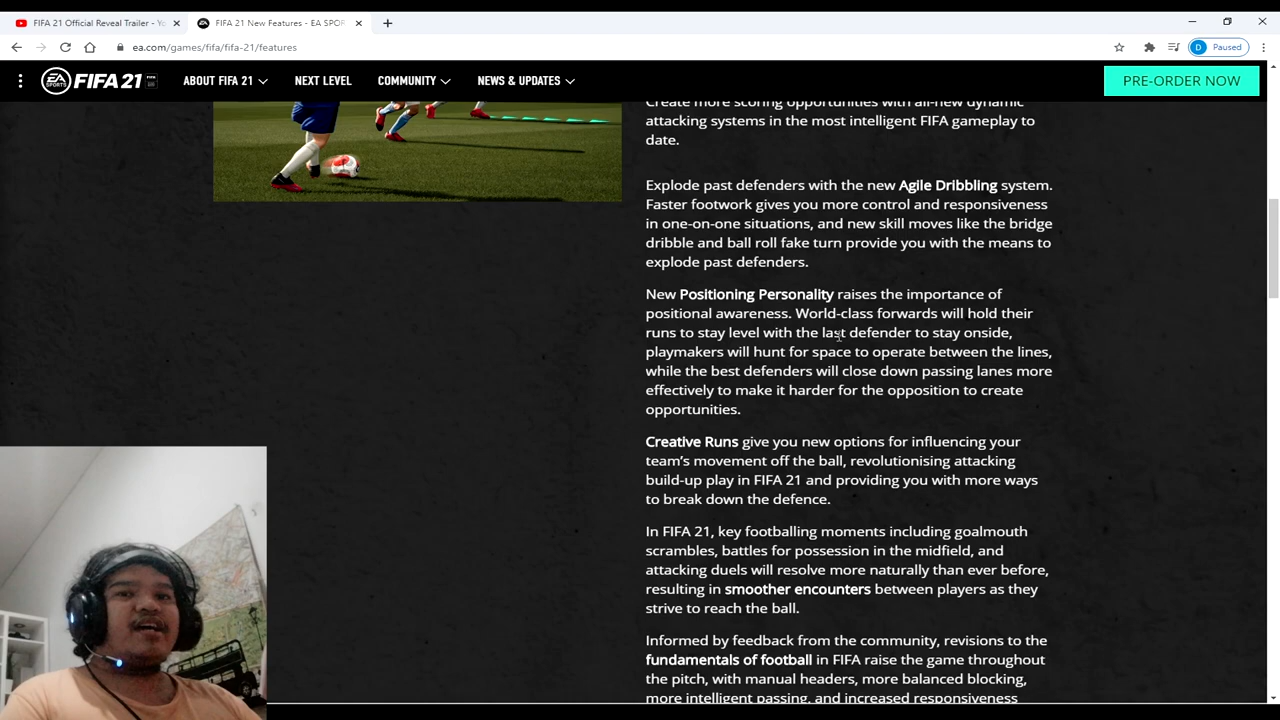 FIFA 21 Official Reveal Trailer - Yo
FIFA 21 New Features - EA SPOR
ea.com/games/fifa/fifa-21/features
D Paused
EA SPORTS FIFA 21
ABOUT FIFA 21
NEXT LEVEL
COMMUNITY
NEWS & UPDATES
PRE-ORDER NOW
Create more scoring opportunities with all-new dynamic
attacking systems in the most intelligent FIFA gameplay to
date.
Explode past defenders with the new Agile Dribbling system.
Faster footwork gives you more control and responsiveness
in one-on-one situations, and new skill moves like the bridge
dribble and ball roll fake turn provide you with the means to
explode past defenders.
New Positioning Personality raises the importance of
positional awareness. World-class forwards will hold their
runs to stay level with the last defender to stay onside,
playmakers will hunt for space to operate between the lines,
while the best defenders will close down passing lanes more
effectively to make it harder for the opposition to create
opportunities.
Creative Runs give you new options for influencing your
team's movement off the ball, revolutionising attacking
build-up play in FIFA 21 and providing you with more ways
to break down the defence.
In FIFA 21, key footballing moments including goalmouth
scrambles, battles for possession in the midfield, and
attacking duels will resolve more naturally than ever before,
resulting in smoother encounters between players as they
strive to reach the ball.
Informed by feedback from the community, revisions to the
fundamentals of football in FIFA raise the game throughout
the pitch, with manual headers, more balanced blocking,
more intelligent passing, and increased responsiveness